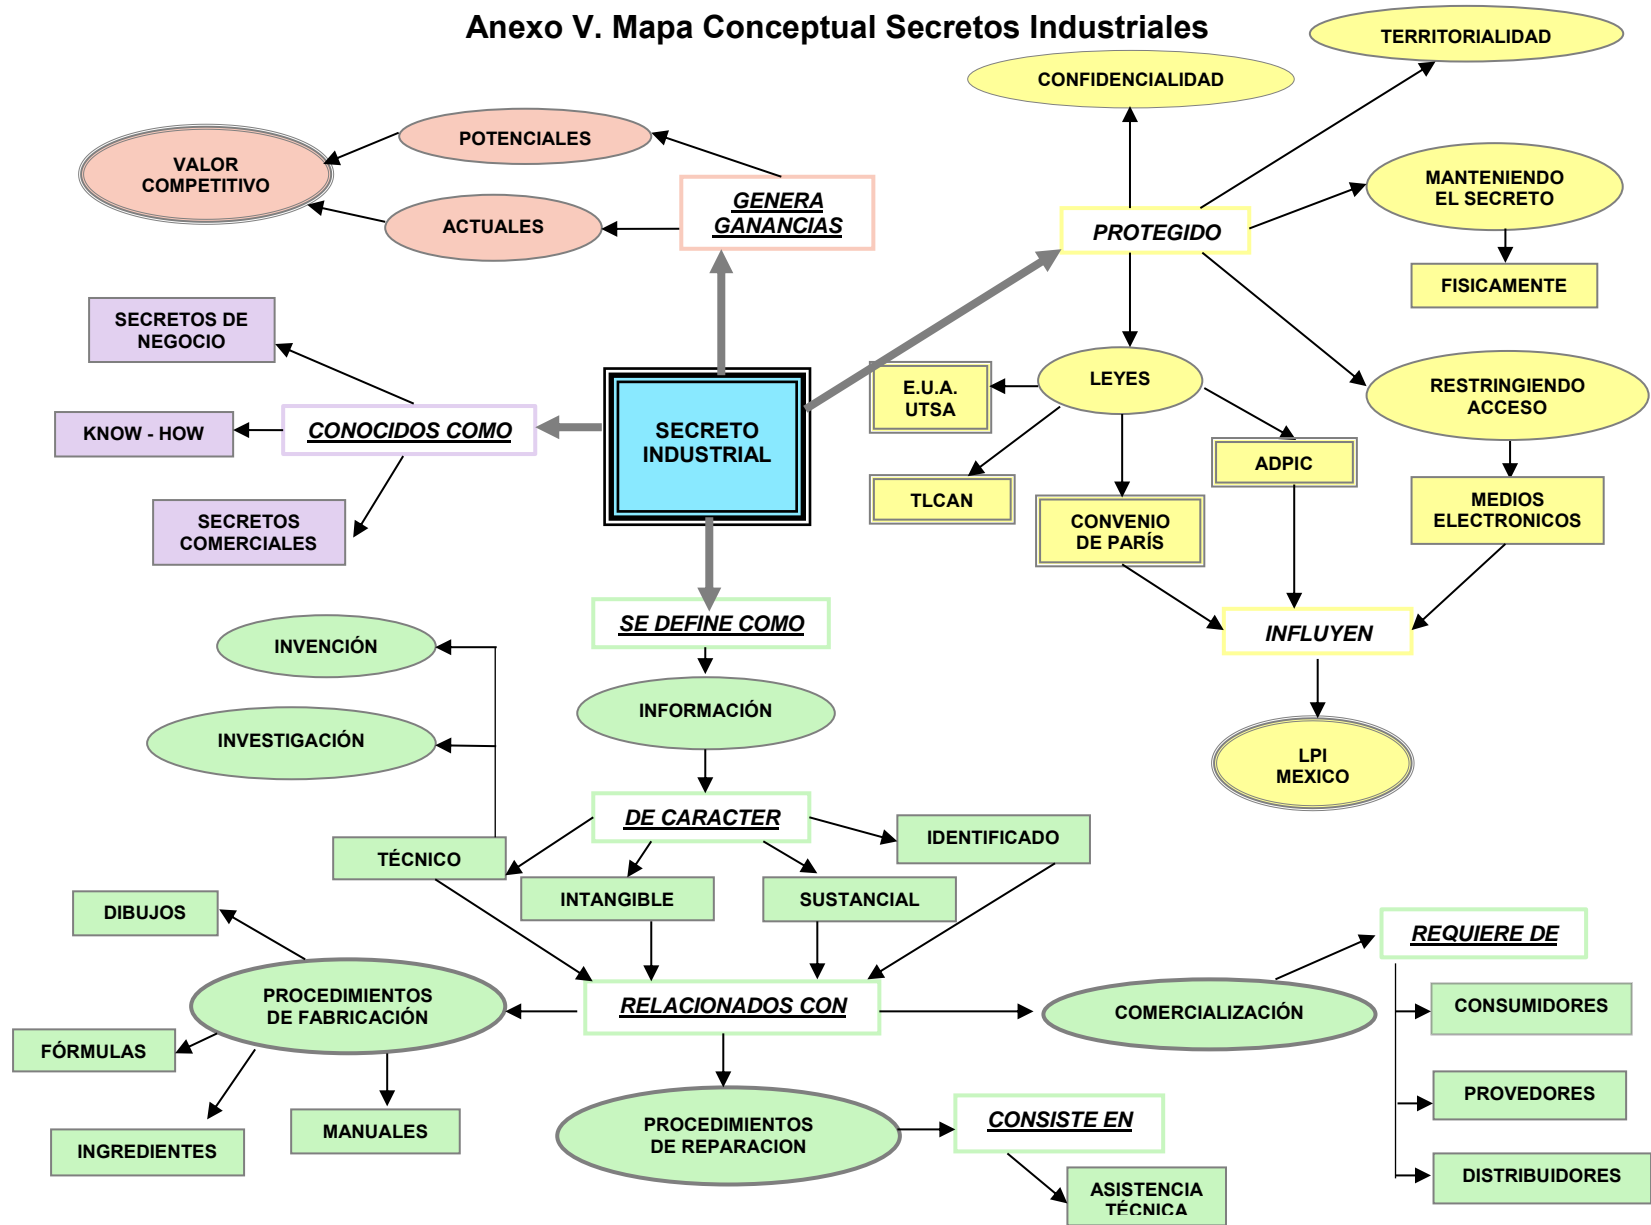 Anexo V. Mapa Conceptual Secretos Industriales
TERRITORIALIDAD
CONFIDENCIALIDAD
POTENCIALES
VALOR
COMPETITIVO
ACTUALES
GENERA
GANANCIAS
PROTEGIDO
MANTENIENDO
EL SECRETO
FISICAMENTE
SECRETOS DE
NEGOCIO
KNOW - HOW
CONOCIDOS COMO
SECRETOS
COMERCIALES
SECRETO
INDUSTRIAL
E.U.A.
UTSA
LEYES
RESTRINGIENDO
ACCESO
TLCAN
CONVENIO
DE PARÍS
ADPIC
MEDIOS
ELECTRONICOS
INFLUYEN
LPI
MEXICO
SE DEFINE COMO
INVENCIÓN
INFORMACIÓN
INVESTIGACIÓN
DE CARACTER
TÉCNICO
INTANGIBLE
SUSTANCIAL
IDENTIFICADO
DIBUJOS
PROCEDIMIENTOS
DE FABRICACIÓN
RELACIONADOS CON
COMERCIALIZACIÓN
REQUIERE DE
CONSUMIDORES
PROVEDORES
DISTRIBUIDORES
FÓRMULAS
INGREDIENTES
MANUALES
PROCEDIMIENTOS
DE REPARACION
CONSISTE EN
ASISTENCIA
TÉCNICA